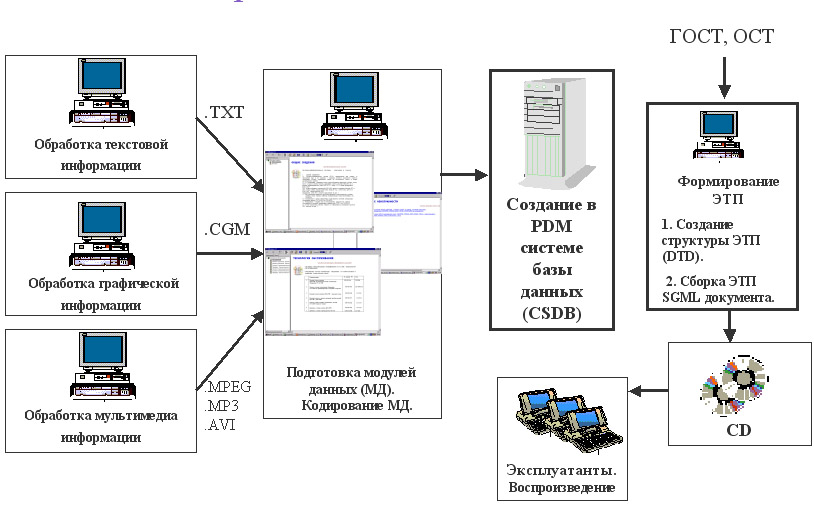 ГОСТ, ОСТ
.TXT
Обработка текстовой
информации
.CGM
Обработка графической
информации
.MPEG
.MP3
.AVI
Обработка мультимедиа
информации
Подготовка модулей
данных (МД).
Кодирование МД.
Создание в
PDM
системе
базы
данных
(CSDB)
Формирование
ЭТП
1. Создание
структуры ЭТП
(DTD).
2. Сборка ЭТП
SGML документа.
CD
Эксплуатанты.
Воспроизведение